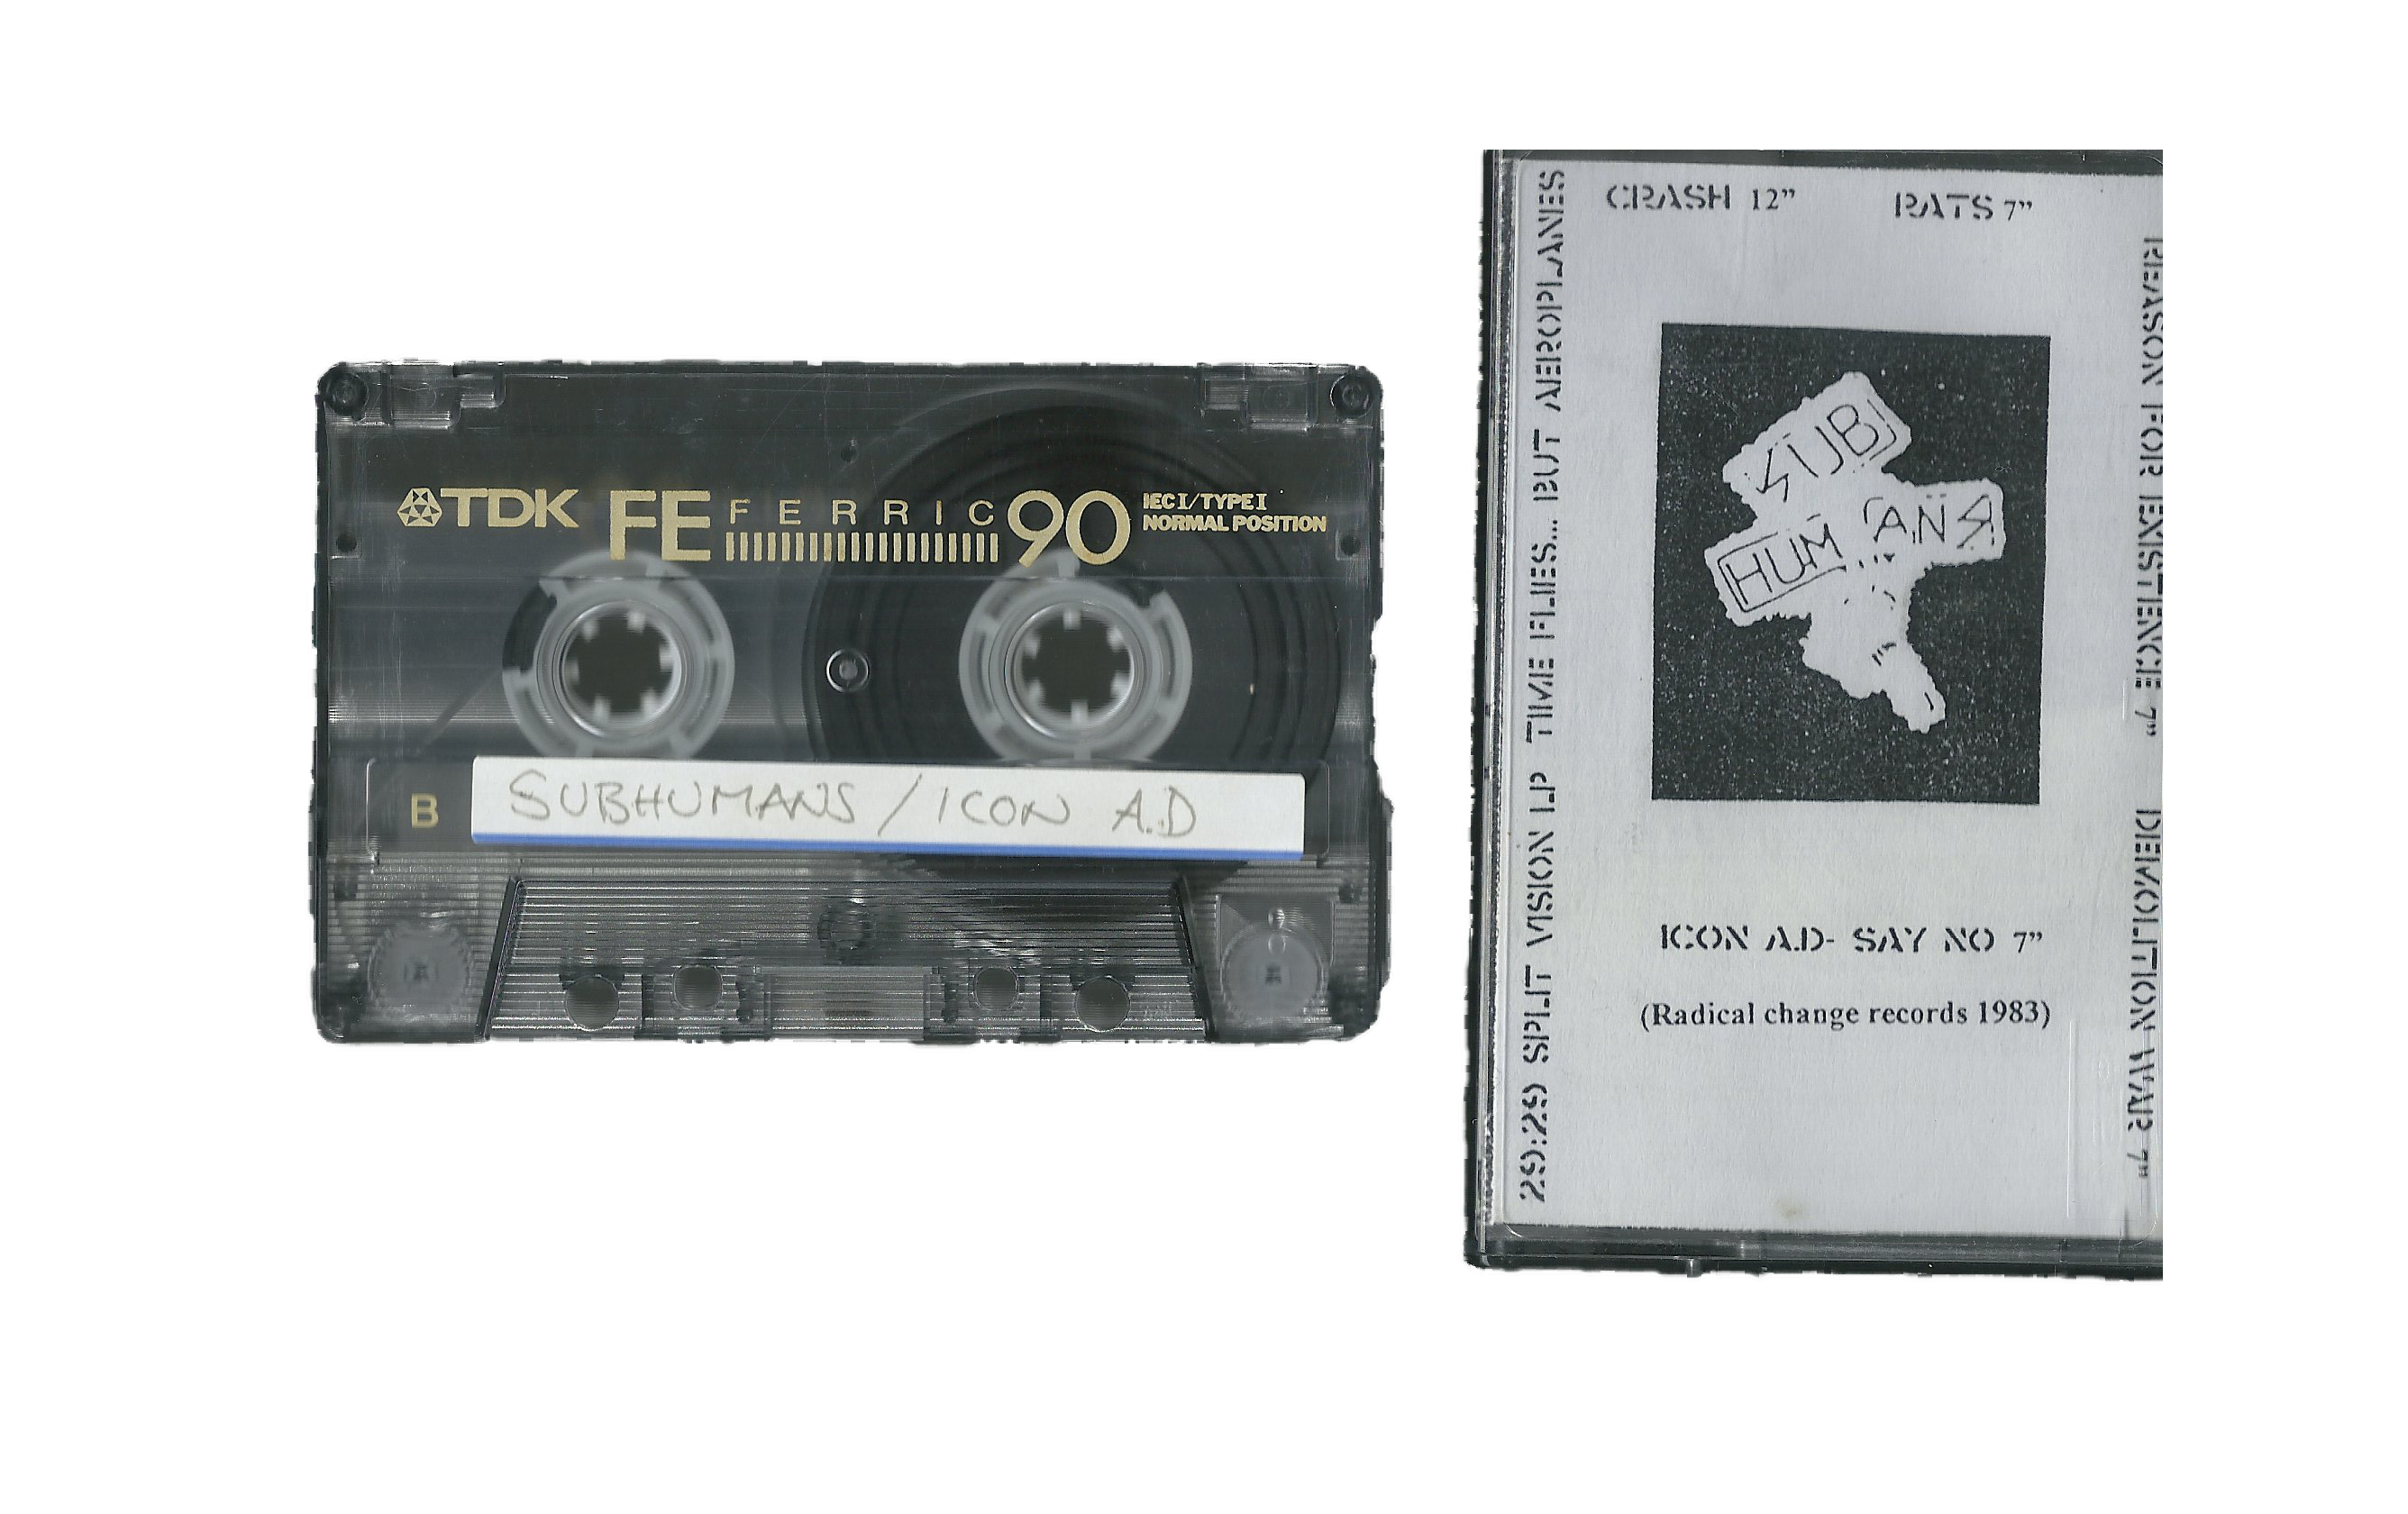 TDK FE FERRIC 90 IEC I/TYPE I
NORMAL POSITION
B
SUBHUMANS / ICON A.D
CRASH 12” RATS 7”
29:29 SPLIT VISION LP TIME FLIES... BUT AEROPLANES
SUB
HUMANS
ICON A.D- SAY NO 7”
(Radical change records 1983)
REASON FOR EXISTENCE 7” DEMOLITION WAR 7”